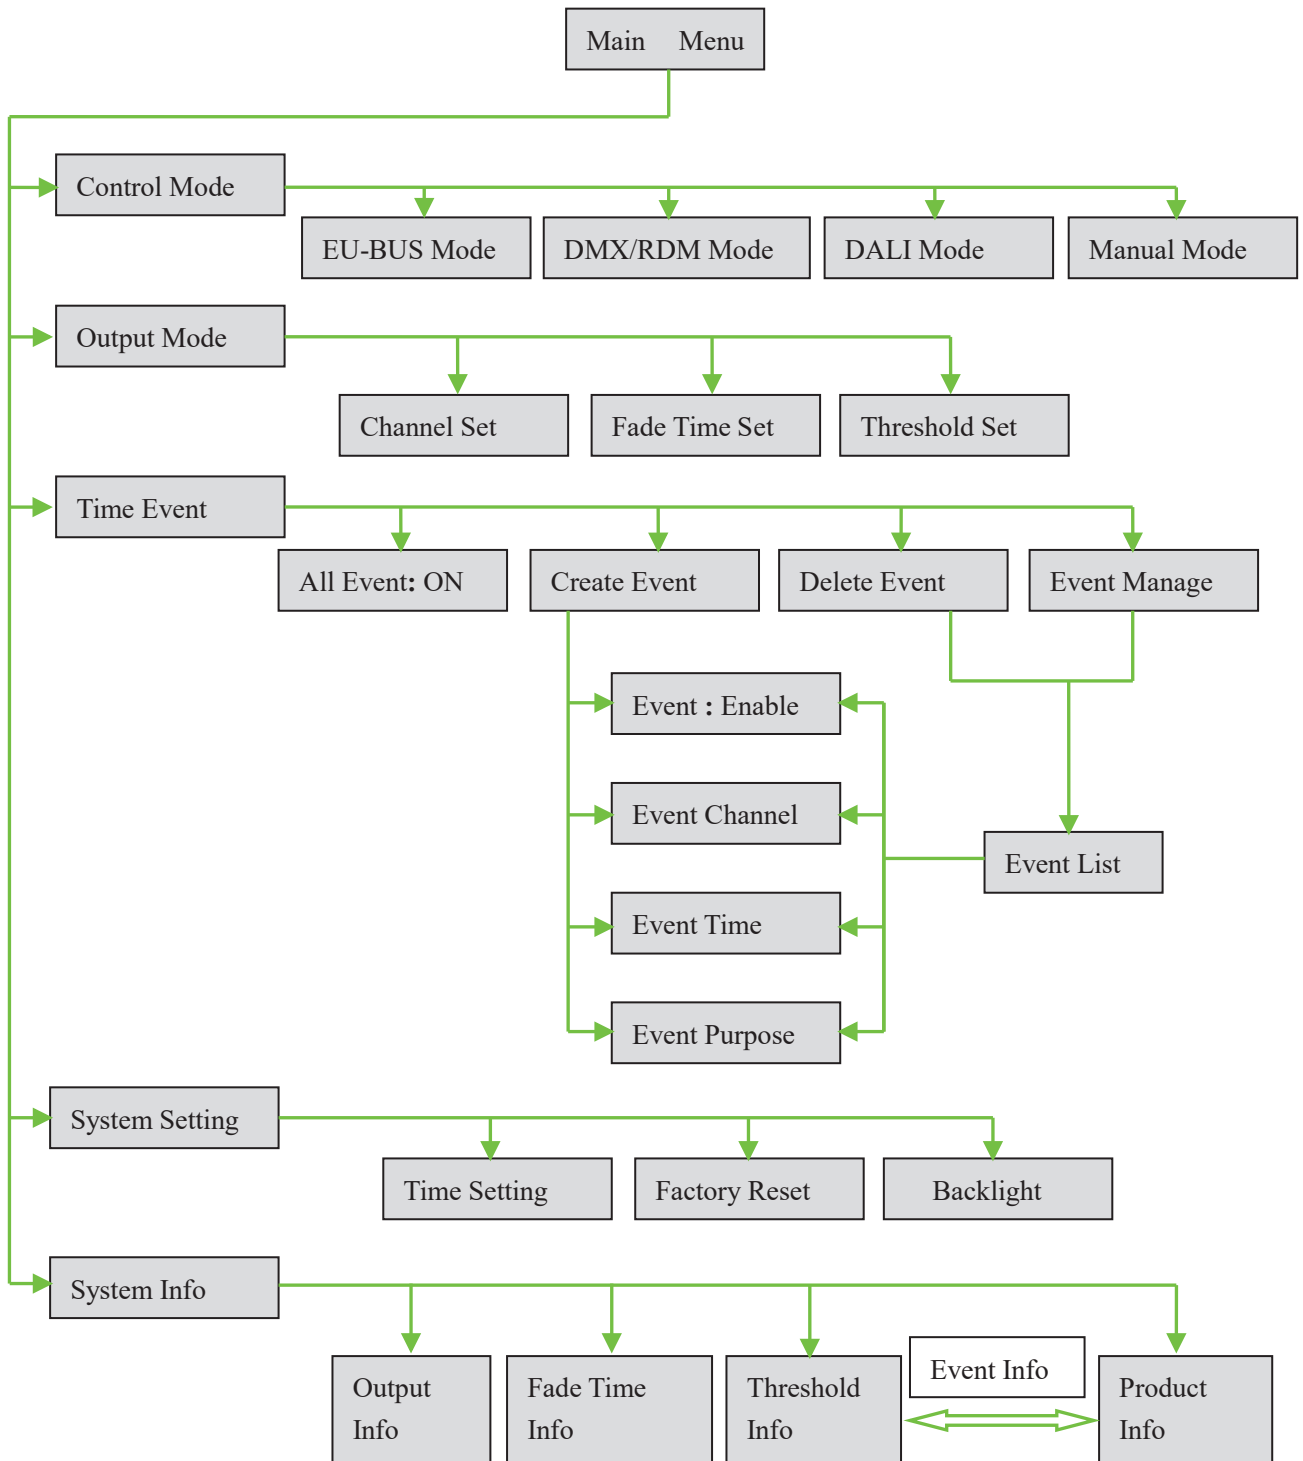 Main Menu
Control Mode
EU-BUS Mode
DMX/RDM Mode
DALI Mode
Manual Mode
Output Mode
Channel Set
Fade Time Set
Threshold Set
Time Event
All Event: ON
Create Event
Delete Event
Event Manage
Event : Enable
Event Channel
Event List
Event Time
Event Purpose
System Setting
Time Setting
Factory Reset
Backlight
System Info
Output
Info
Fade Time
Info
Threshold
Info
Event Info
Product
Info